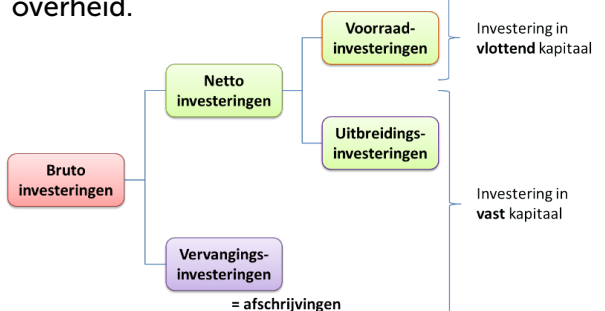 overheid.
Voorraad-
investeringen
Investering in
vlottend kapitaal
Netto
investeringen
Uitbreidings-
investeringen
Bruto
investeringen
Investering in
vast kapitaal
Vervangings-
investeringen
= afschrijvingen